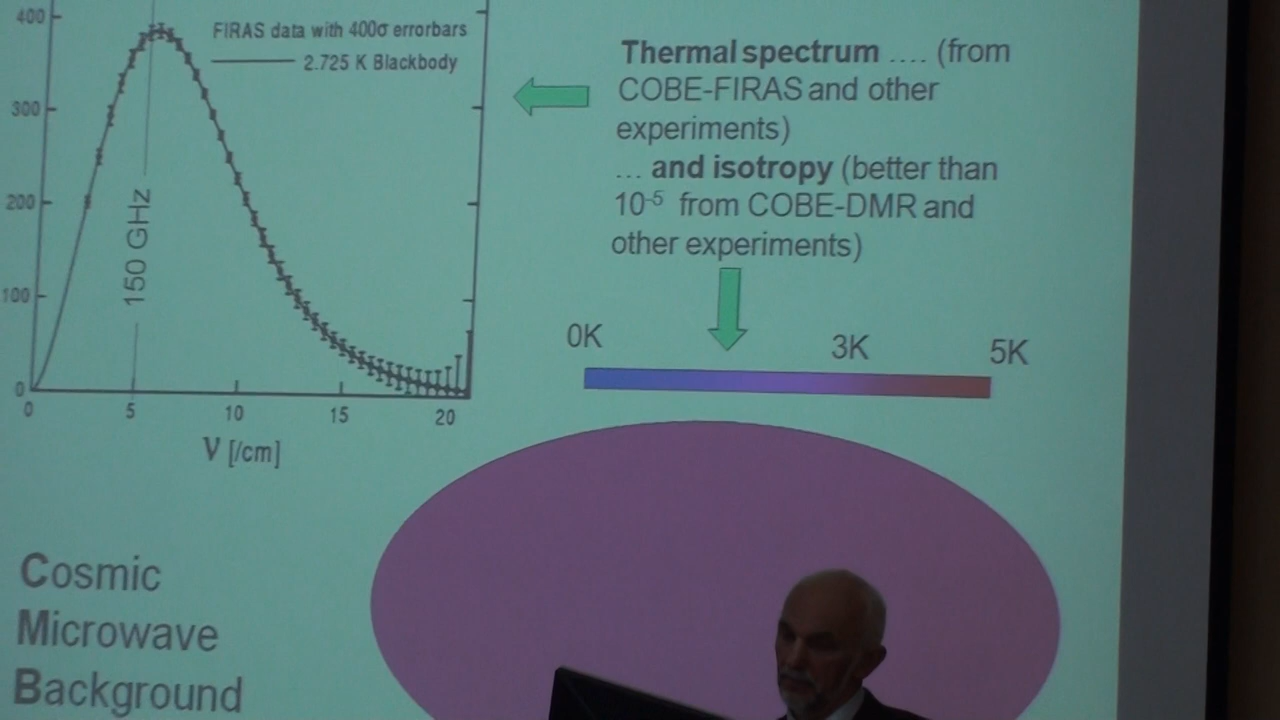 400
FIRAS data with 400σ errorbars
2.725 K Blackbody
300
200
100
0
150 GHz
0 5 10 15 20
ν [/cm]
Thermal spectrum .... (from
COBE-FIRAS and other
experiments)
... and isotropy (better than
10⁻⁵ from COBE-DMR and
other experiments)
0K 3K 5K
Cosmic
Microwave
Background